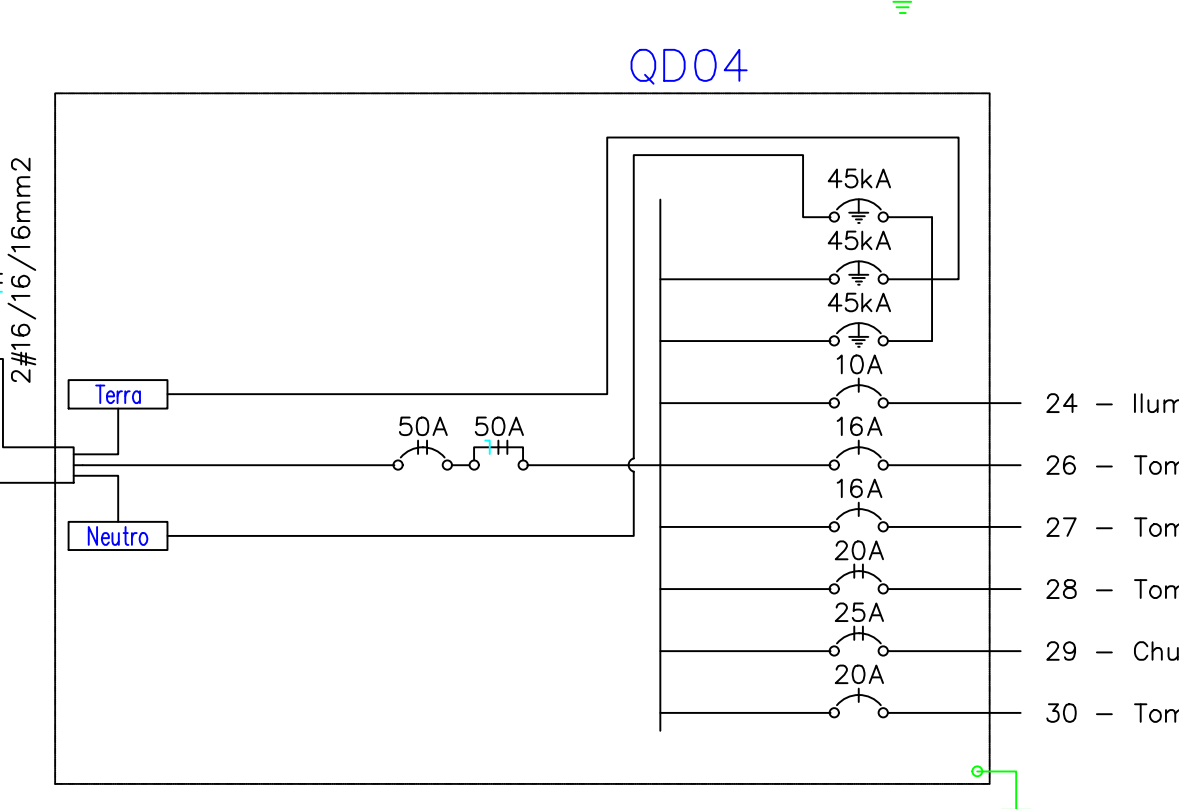 QD04
2#16/16/16mm2
45kA
45kA
45kA
10A
24 - Ilum
16A
26 - Tom
16A
27 - Tom
20A
28 - Tom
25A
29 - Chu
20A
30 - Tom
Terra
50A 50A
Neutro